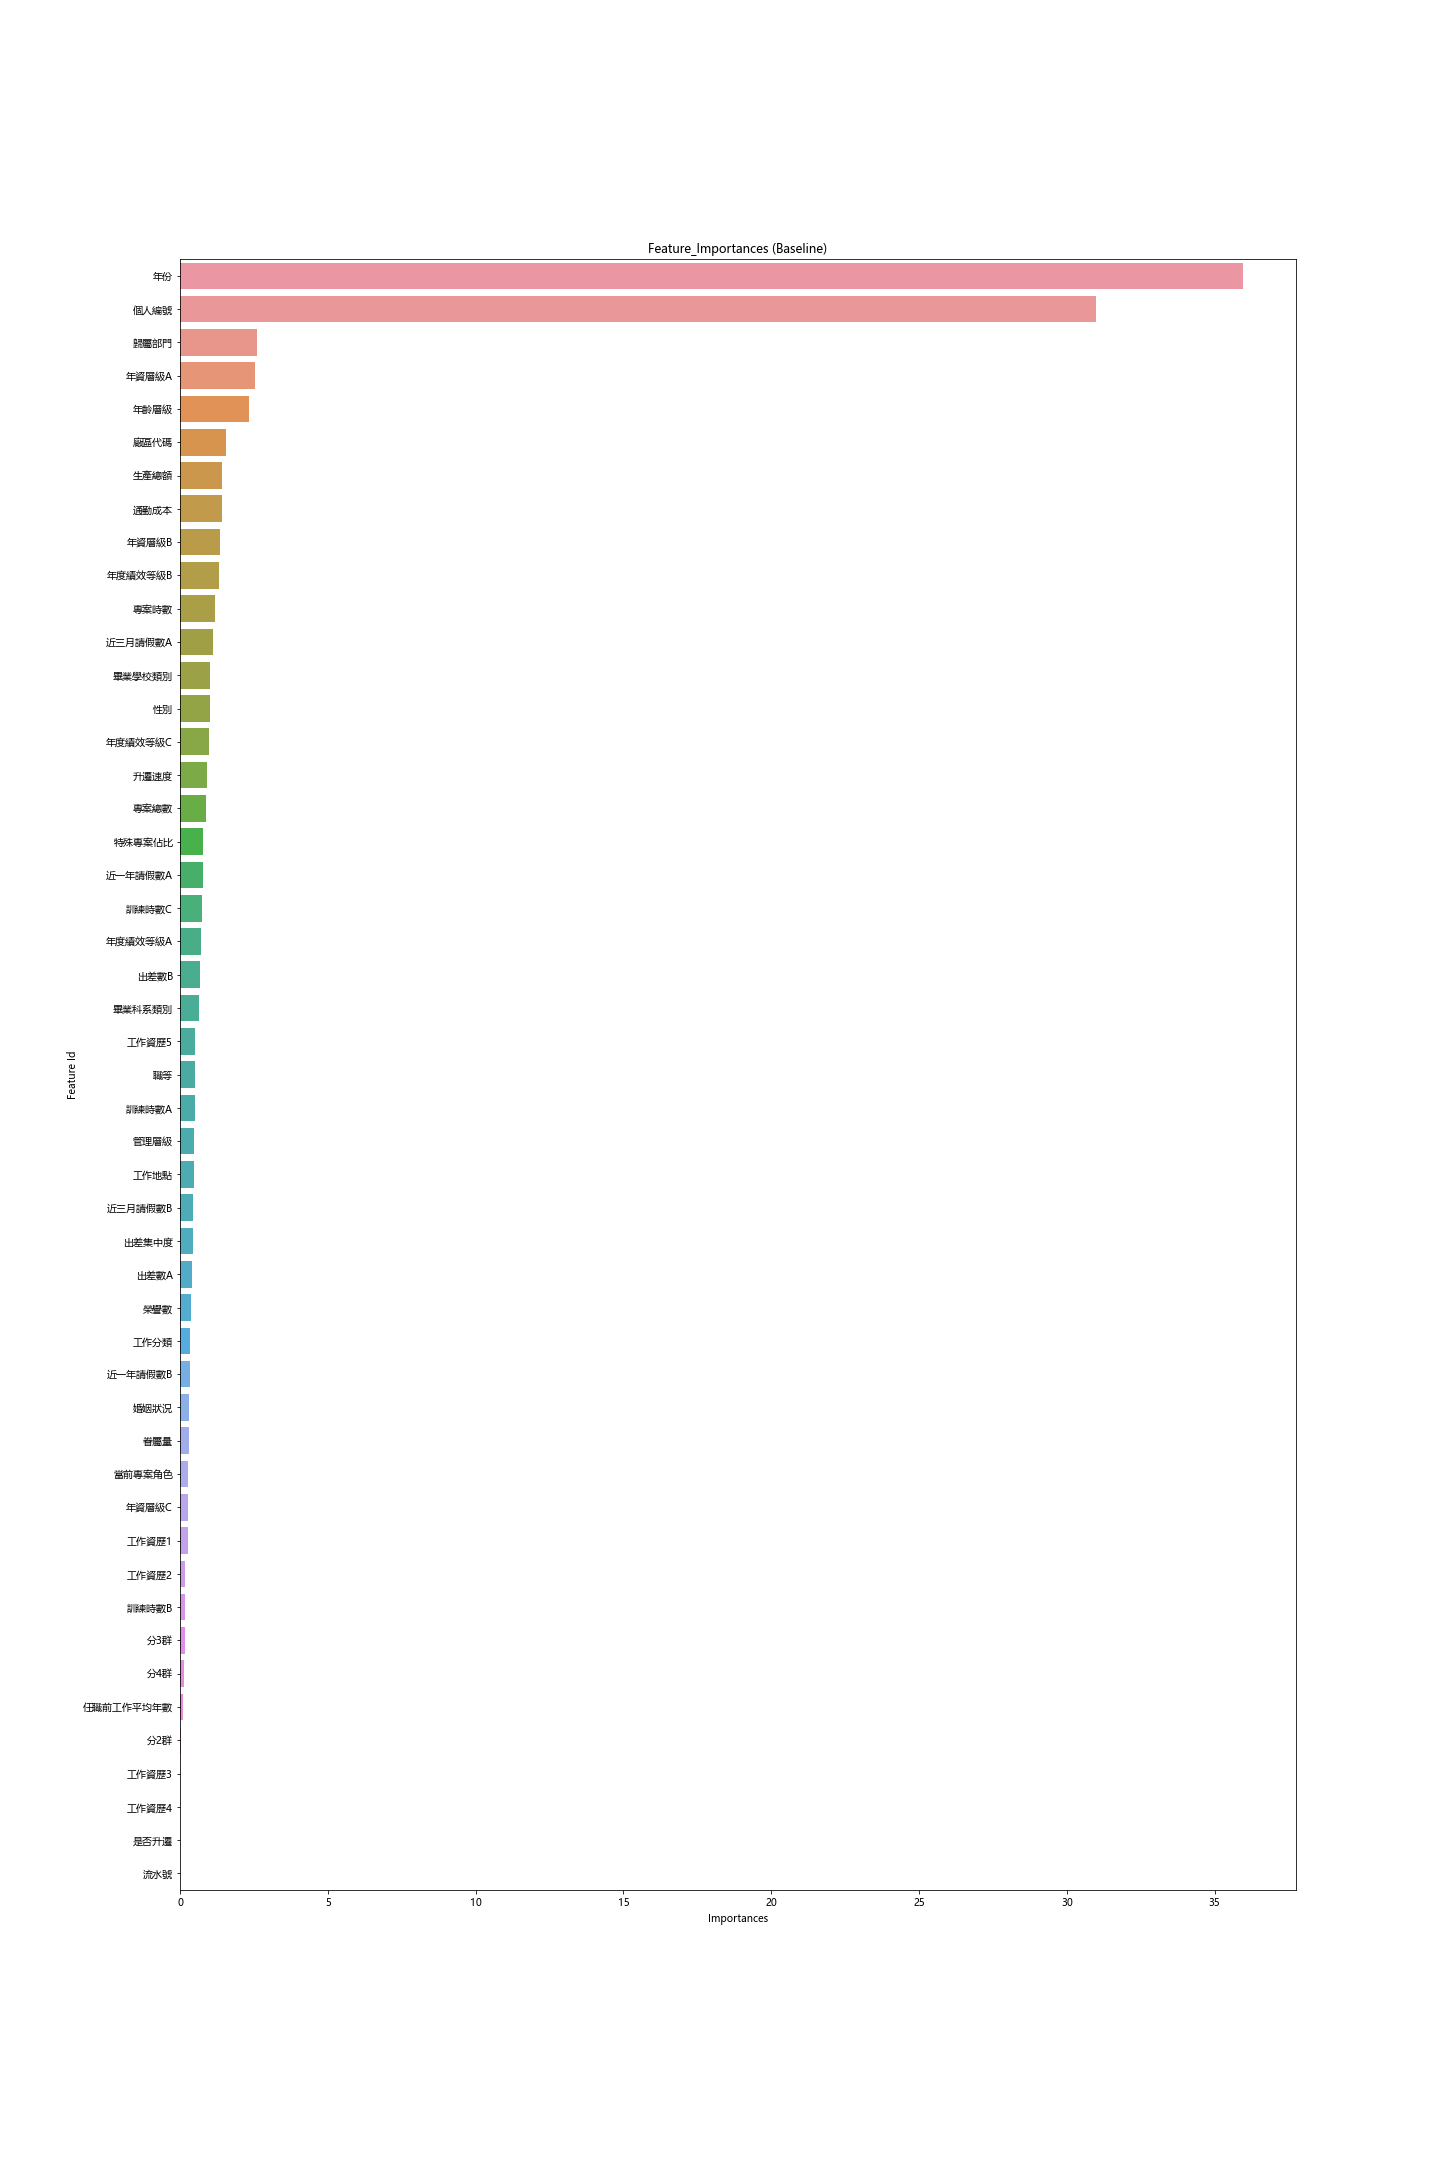 Feature_Importances (Baseline)
年份
個人編號
歸屬部門
年資層級A
年齡層級
廠區代碼
生產總額
通勤成本
年資層級B
年度績效等級B
專案時數
近三月請假數A
畢業學校類別
性別
年度績效等級C
升遷速度
專案總數
特殊專案佔比
近一年請假數A
訓練時數C
年度績效等級A
出差數B
畢業科系類別
工作資歷5
職等
訓練時數A
管理層級
工作地點
近三月請假數B
出差集中度
出差數A
榮譽數
工作分類
近一年請假數B
婚姻狀況
眷屬量
當前專案角色
年資層級C
工作資歷1
工作資歷2
訓練時數B
分3群
分4群
任職前工作平均年數
分2群
工作資歷3
工作資歷4
是否升遷
流水號
Feature Id
0 5 10 15 20 25 30 35
Importances